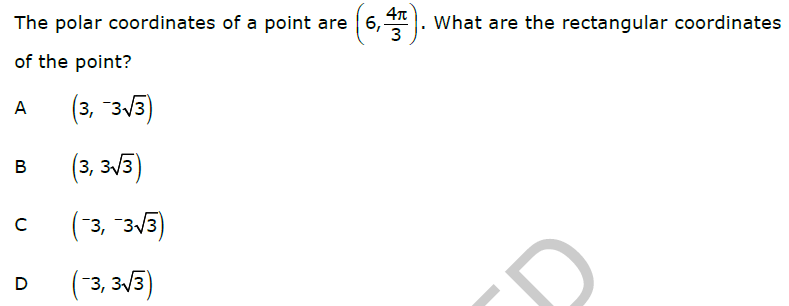 The polar coordinates of a point are (6, 4π/3). What are the rectangular coordinates
of the point?
A (3, ⁻3√3)
B (3, 3√3)
C (⁻3, ⁻3√3)
D (⁻3, 3√3)